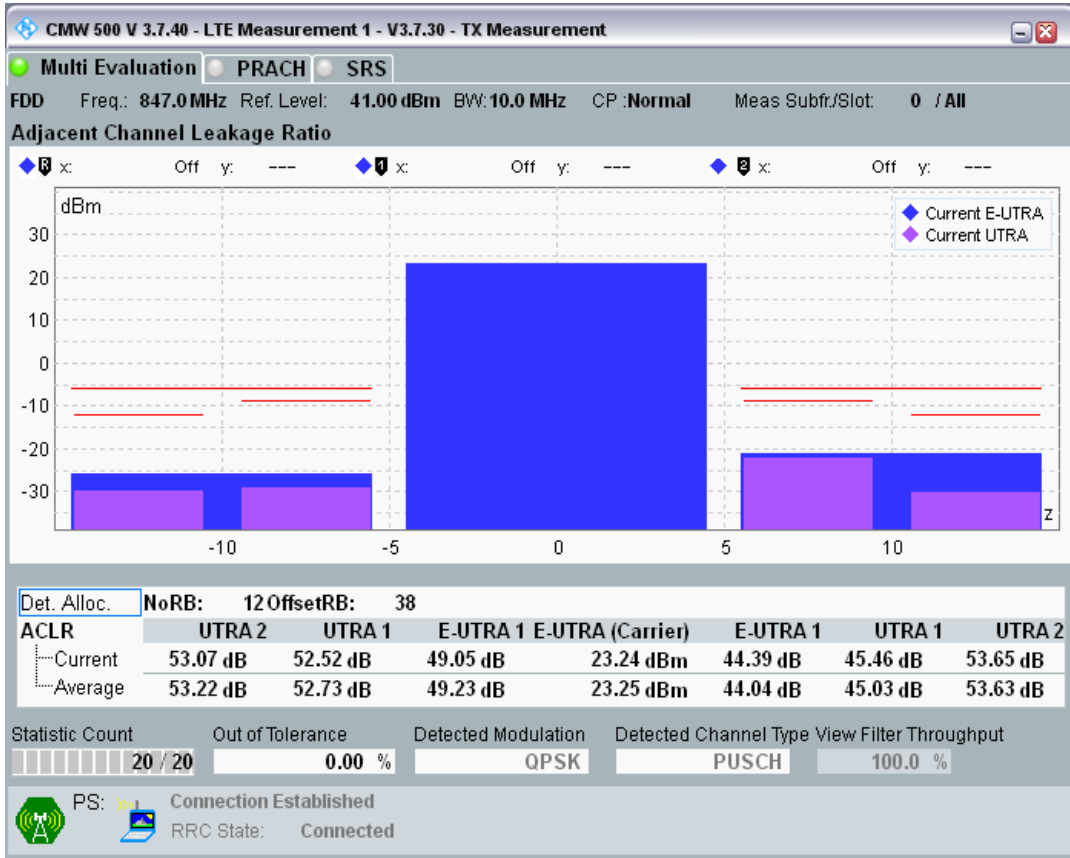 CMW 500 V 3.7.40 - LTE Measurement 1 - V3.7.30 - TX Measurement
Multi Evaluation PRACH SRS
FDD Freq.: 847.0 MHz Ref. Level: 41.00 dBm BW: 10.0 MHz CP :Normal Meas Subfr./Slot: 0 / All
Adjacent Channel Leakage Ratio
R x: Off y: --- 1 x: Off y: --- 2 x: Off y: ---
dBm
Current E-UTRA
Current UTRA
30
20
10
0
-10
-20
-30
z
-10 -5 0 5 10
Det. Alloc. NoRB: 12 OffsetRB: 38
ACLR UTRA 2 UTRA 1 E-UTRA 1 E-UTRA (Carrier) E-UTRA 1 UTRA 1 UTRA 2
Current 53.07 dB 52.52 dB 49.05 dB 23.24 dBm 44.39 dB 45.46 dB 53.65 dB
Average 53.22 dB 52.73 dB 49.23 dB 23.25 dBm 44.04 dB 45.03 dB 53.63 dB
Statistic Count Out of Tolerance Detected Modulation Detected Channel Type View Filter Throughput
20 / 20 0.00 % QPSK PUSCH 100.0 %
PS: Connection Established
RRC State: Connected